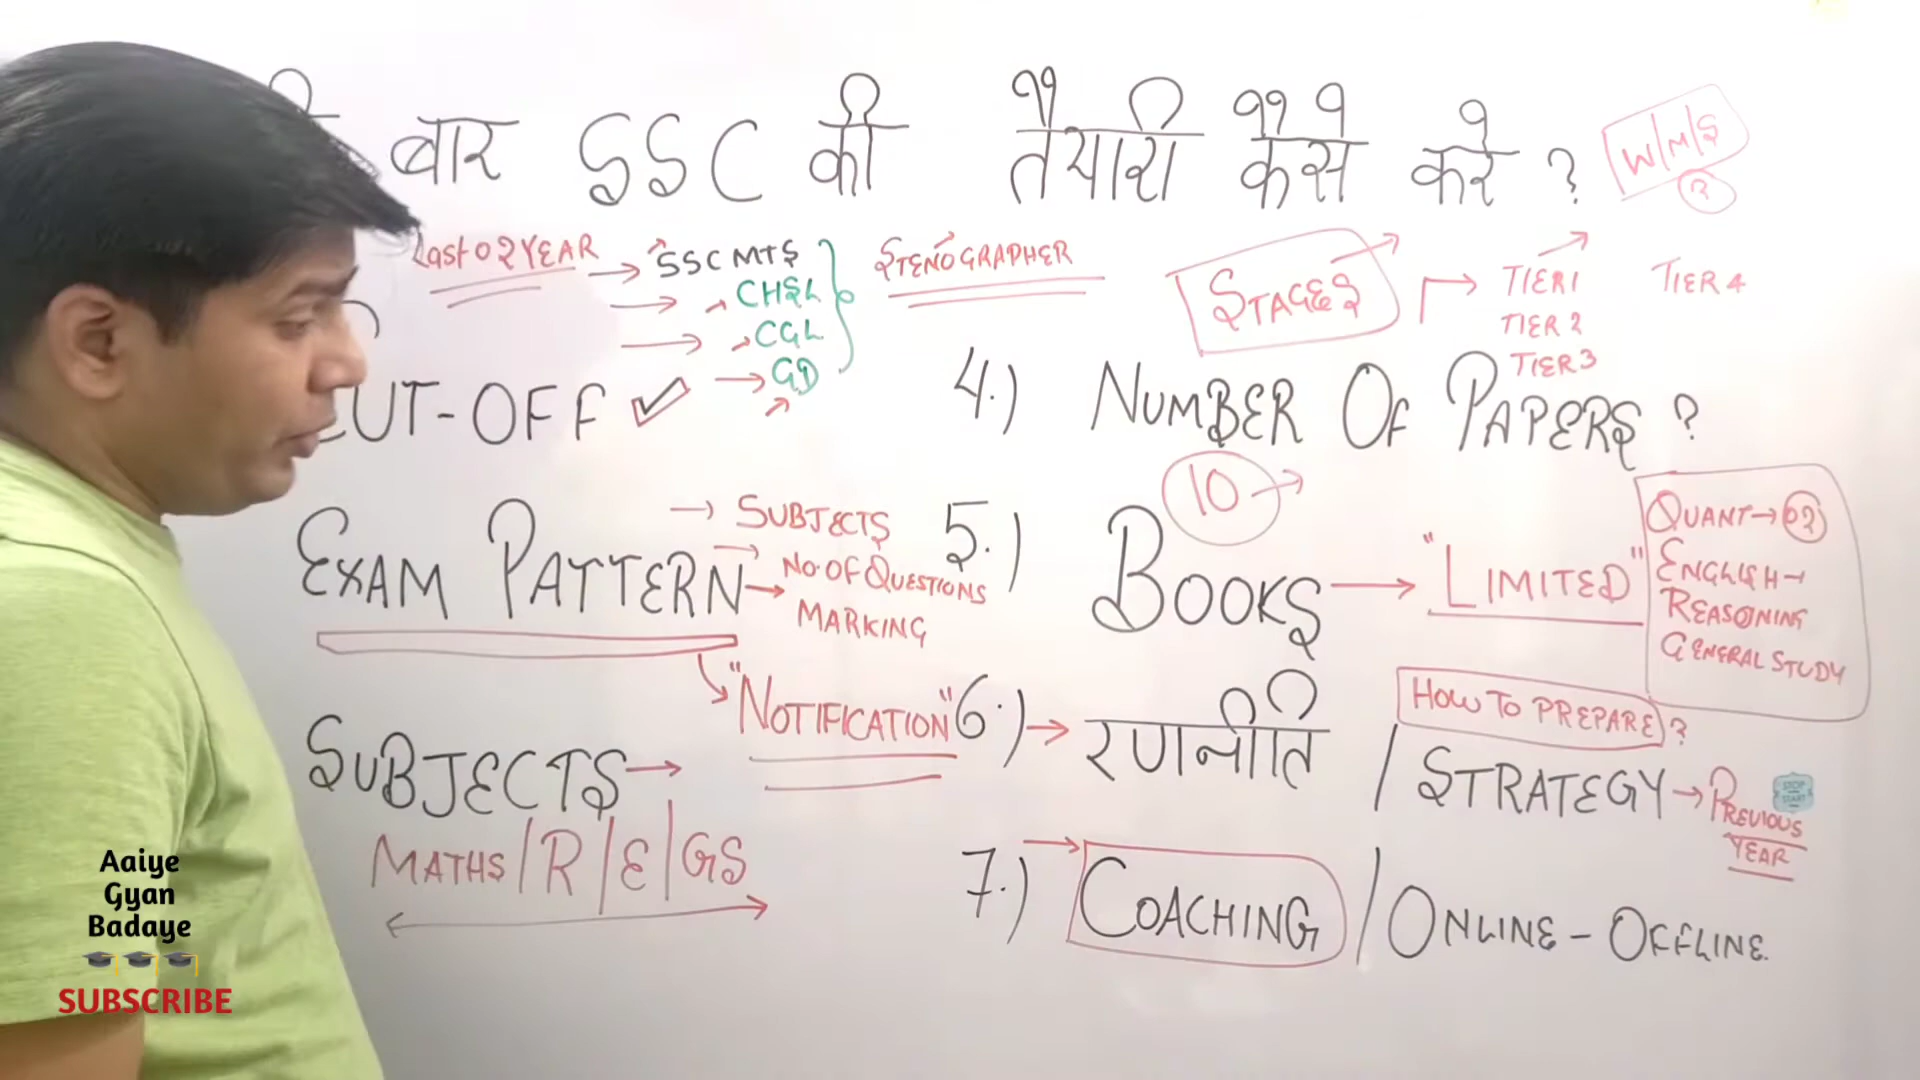 बार SSC की तैयारी कैसे करे ?
W/M/S
?
Last 02 YEAR → SSC MTS
CHSL
CGL
GD
STENOGRAPHER
STAGES
TIER 1
TIER 2
TIER 3
TIER 4
CUT-OFF
4.) NUMBER OF PAPERS ?
EXAM PATTERN
→ SUBJECTS
→ NO. OF QUESTIONS
→ MARKING
"NOTIFICATION"
10 →
5.) BOOKS → "LIMITED"
QUANT → 02
ENGLISH →
REASONING
GENERAL STUDY
SUBJECTS →
MATHS / R / E / GS
HOW TO PREPARE ?
6.) → रणनीति / STRATEGY → PREVIOUS
YEAR
STOP
START
7.) → COACHING / ONLINE - OFFLINE
Aaiye
Gyan
Badaye
SUBSCRIBE